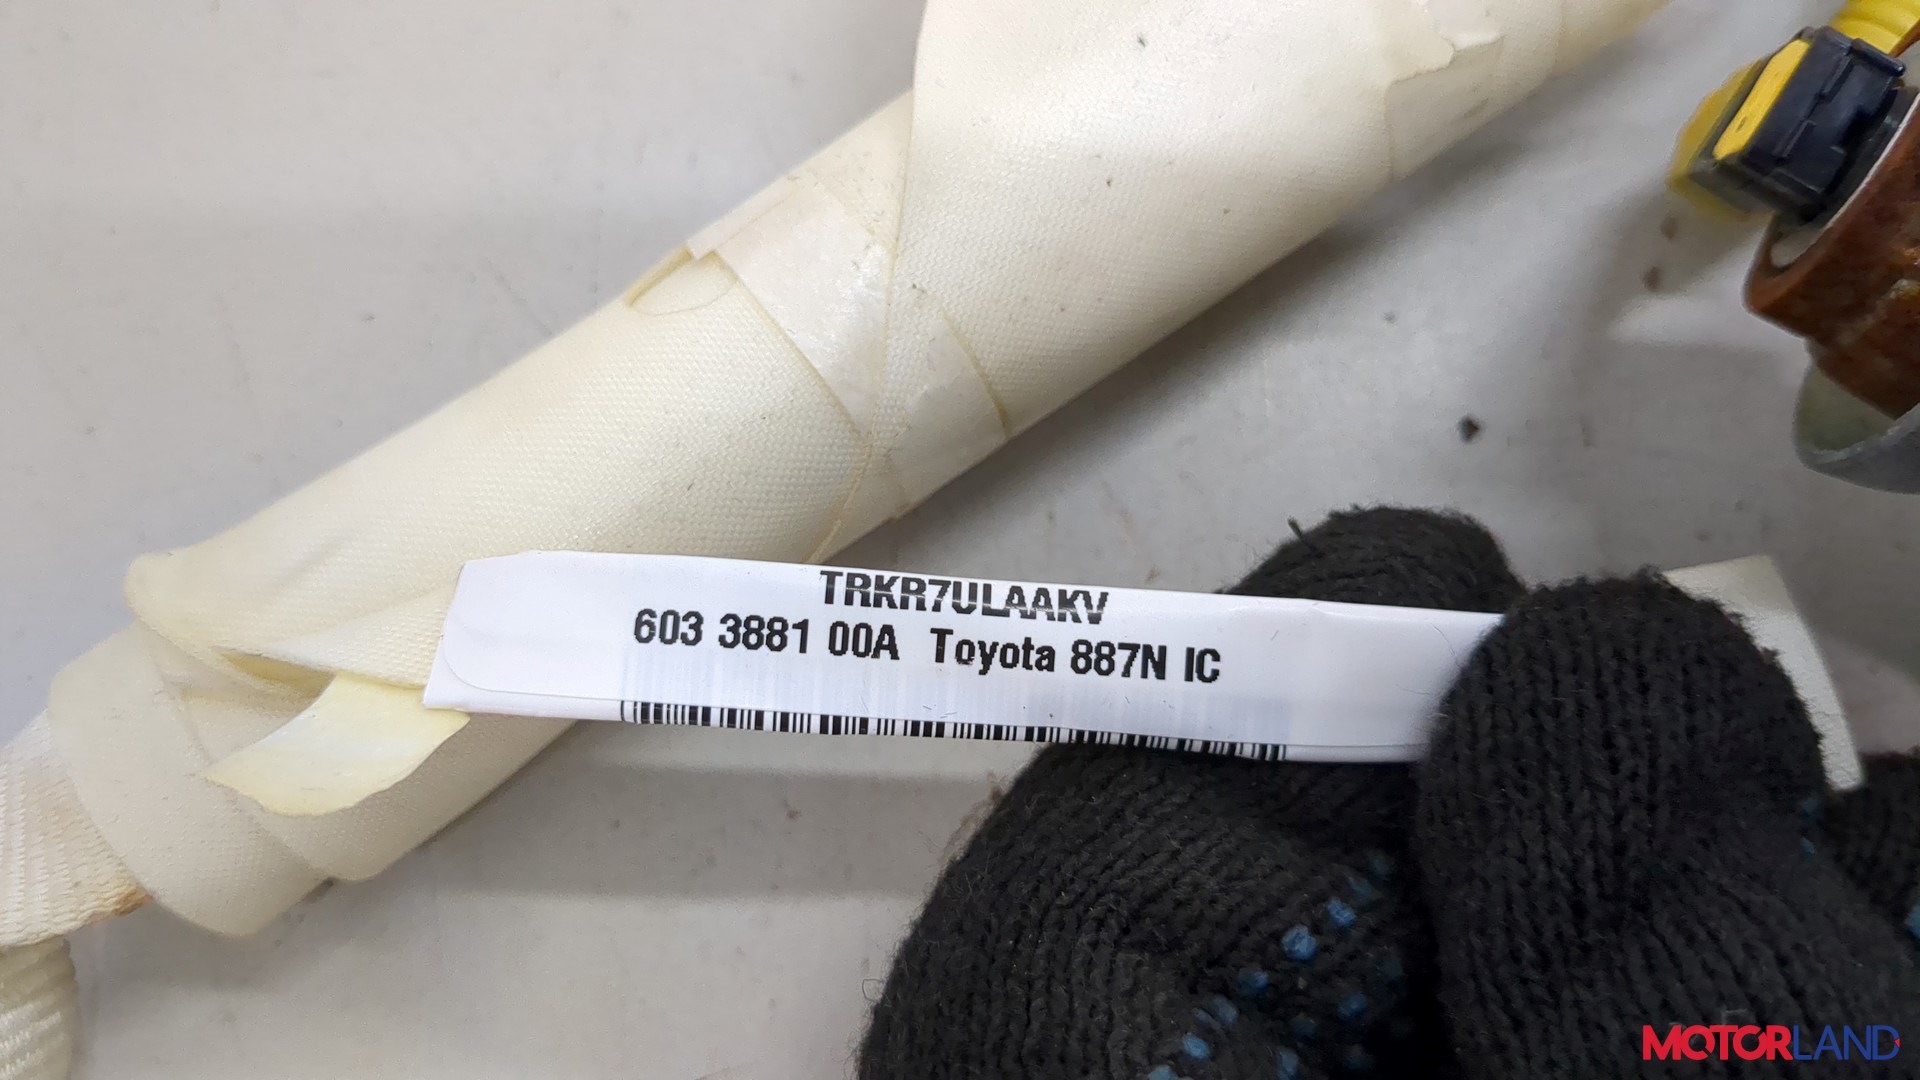 TRKR7ULAAKV
603 3881 00A Toyota 887N IC
MOTORLAND